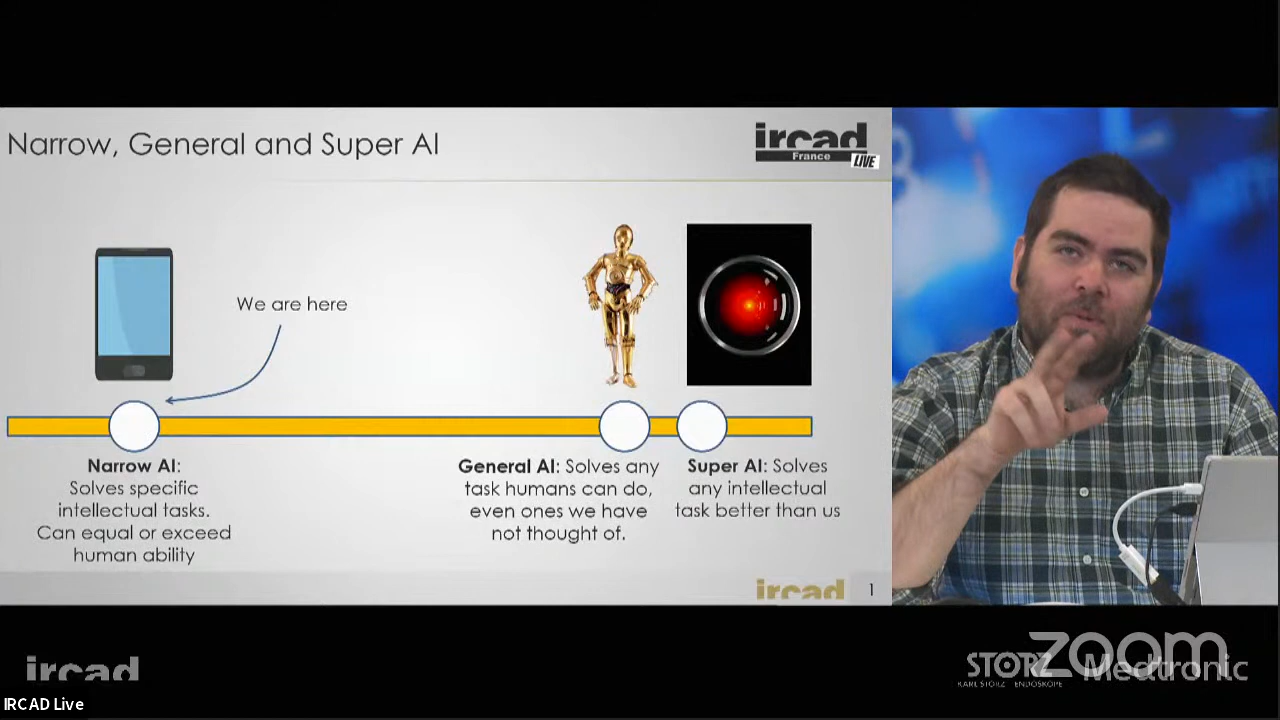 Narrow, General and Super AI
ircad
France
LIVE
We are here
Narrow AI:
Solves specific
intellectual tasks.
Can equal or exceed
human ability
General AI: Solves any
task humans can do,
even ones we have
not thought of.
Super AI: Solves
any intellectual
task better than us
ircad
1
ircad
STORZ
KARL STORZ — ENDOSKOPE
zoom
Medtronic
IRCAD Live